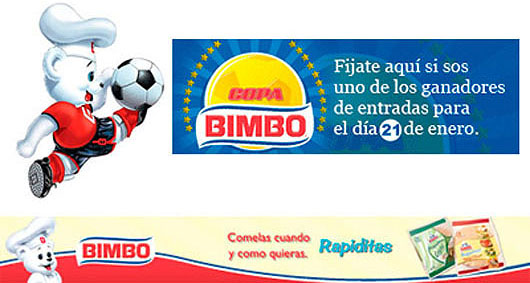 COPA
BIMBO
Fijate aquí si sos
uno de los ganadores
de entradas para
el día 21 de enero.
BIMBO
Comelas cuando
y como quieras.
Rapiditas